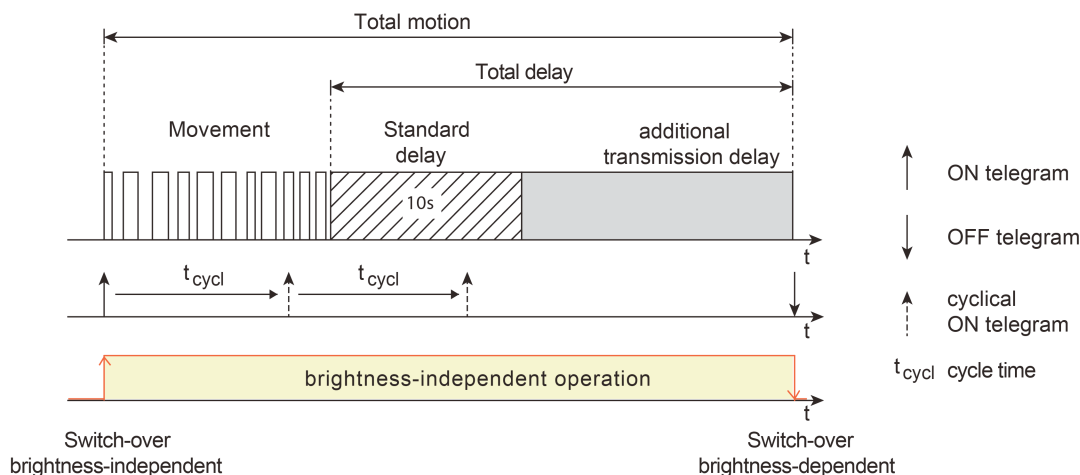 Total motion
Total delay
Movement
Standard
delay
additional
transmission delay
10s
t
ON telegram
OFF telegram
t cycl
t cycl
t
cyclical
ON telegram
brightness-independent operation
t cycl cycle time
t
Switch-over
brightness-independent
Switch-over
brightness-dependent